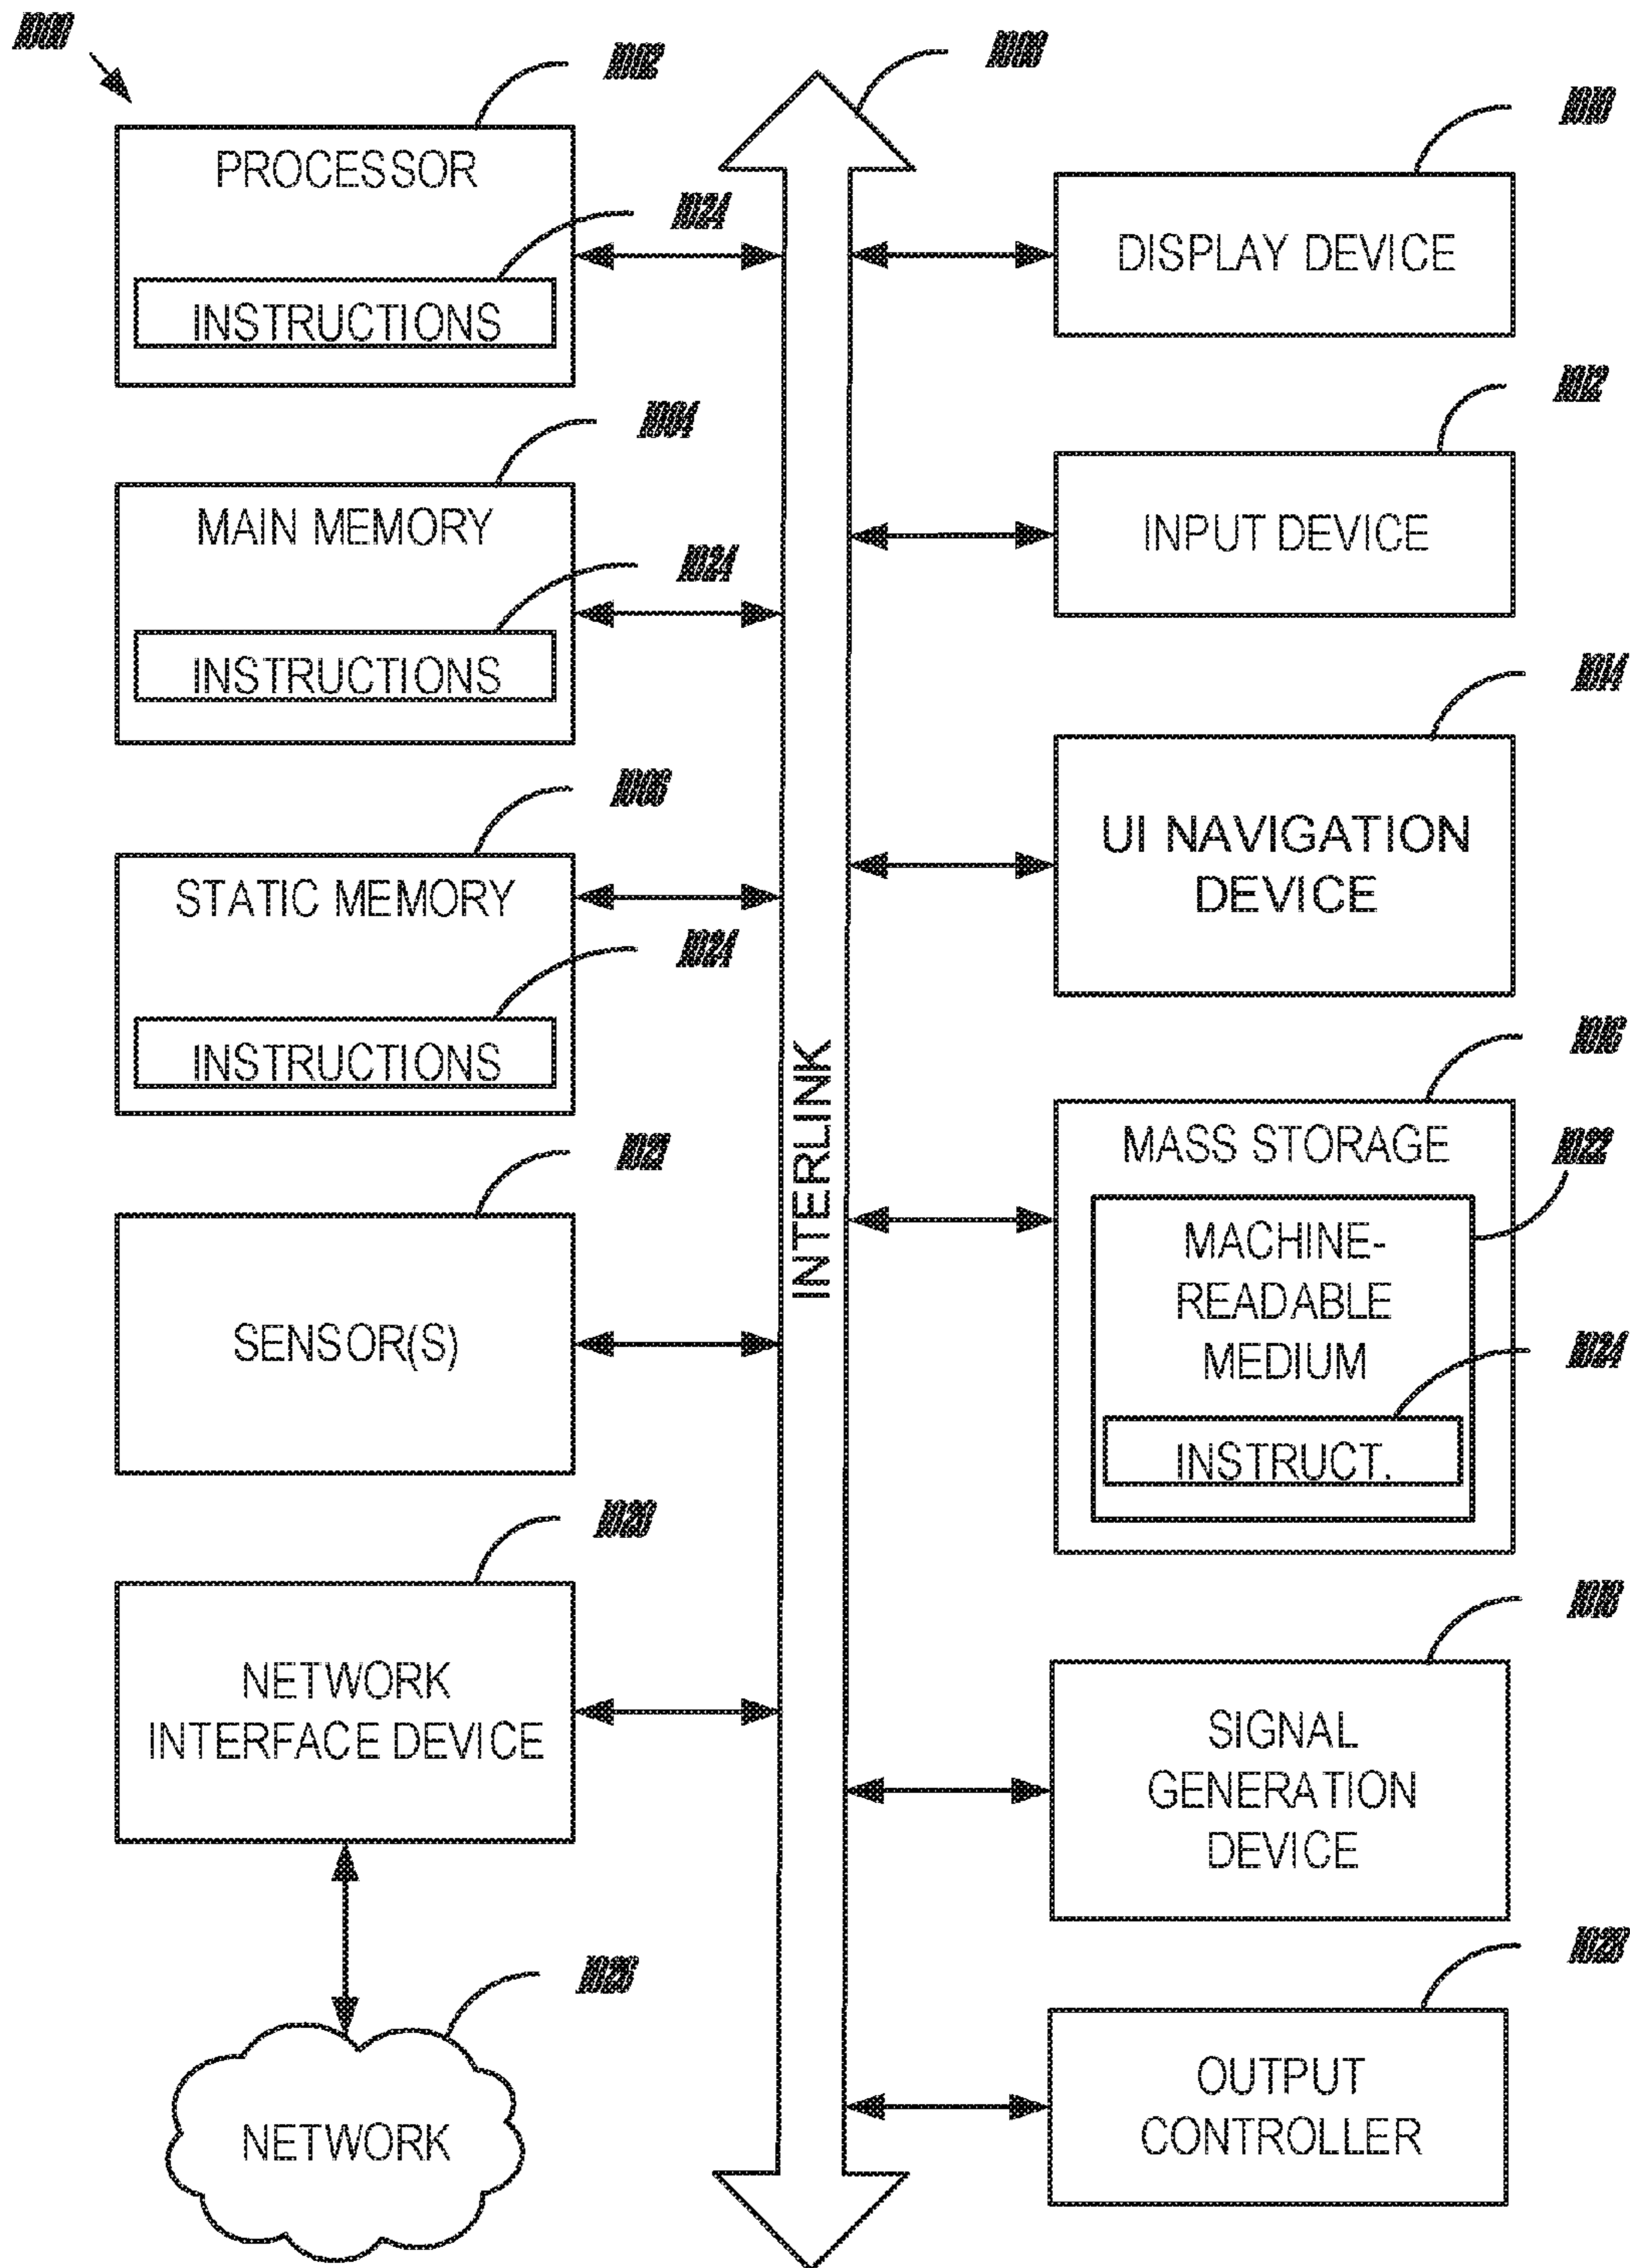 1000
1002
PROCESSOR
1024
INSTRUCTIONS
1004
MAIN MEMORY
1024
INSTRUCTIONS
1006
STATIC MEMORY
1024
INSTRUCTIONS
1021
SENSOR(S)
1020
NETWORK
INTERFACE DEVICE
1026
NETWORK
1008
INTERLINK
1010
DISPLAY DEVICE
1012
INPUT DEVICE
1014
UI NAVIGATION
DEVICE
1016
MASS STORAGE
1022
MACHINE-
READABLE
MEDIUM
1024
INSTRUCT.
1018
SIGNAL
GENERATION
DEVICE
1028
OUTPUT
CONTROLLER